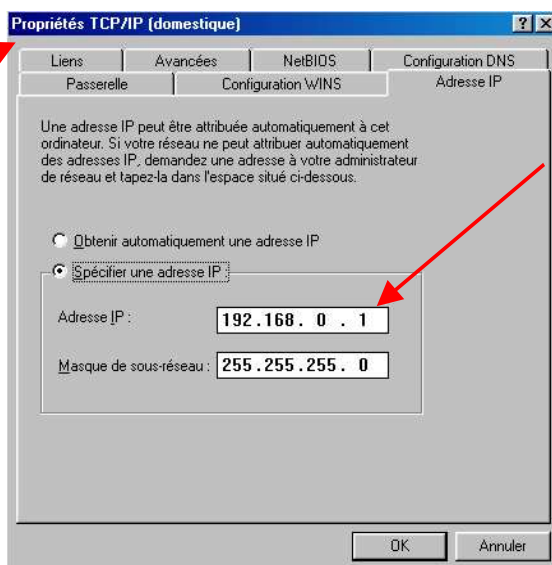 Propriétés TCP/IP (domestique)
Liens Avancées NetBIOS Configuration DNS
Passerelle Configuration WINS Adresse IP
Une adresse IP peut être attribuée automatiquement à cet
ordinateur. Si votre réseau ne peut attribuer automatiquement
des adresses IP, demandez une adresse à votre administrateur
de réseau et tapez-la dans l'espace situé ci-dessous.
Obtenir automatiquement une adresse IP
Spécifier une adresse IP :
Adresse IP : 192.168. 0 . 1
Masque de sous-réseau : 255.255.255. 0
OK Annuler